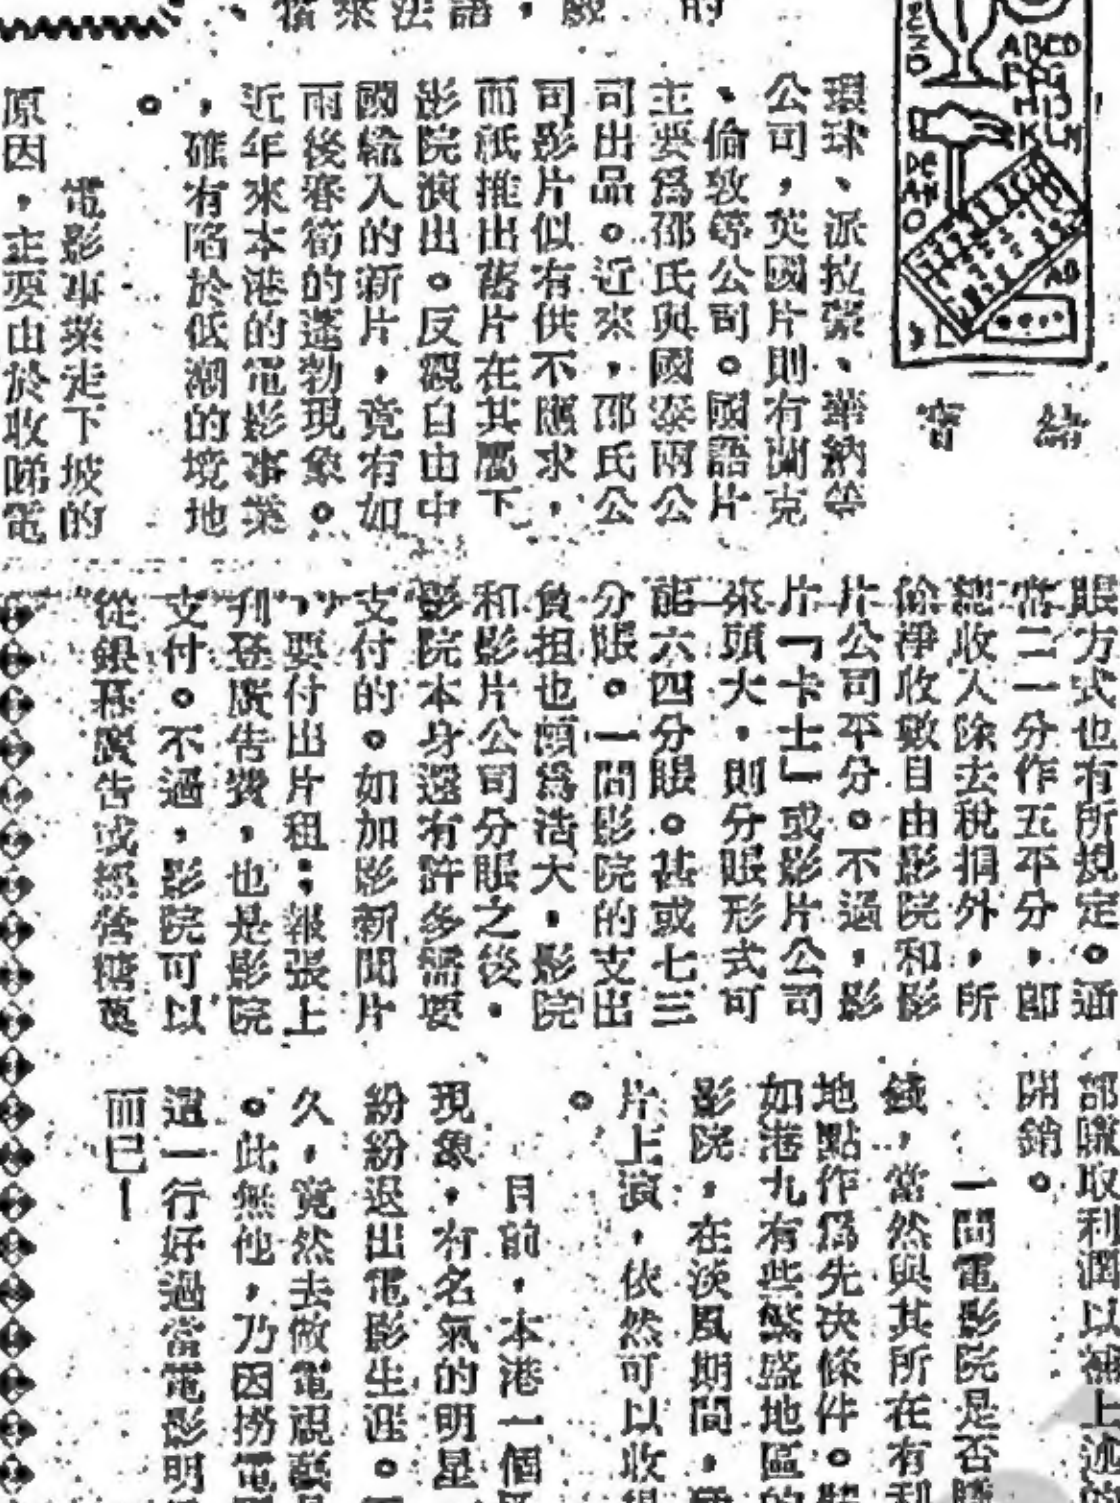 環球、派拉蒙、華納等
公司,英國片則有蘭克
、倫敦等公司。國語片
主要爲邵氏與國泰兩公
司出品。近來,邵氏公
司影片似有供不應求,
而祇推出舊片在其屬下
影院演出。反觀自由中
國輸入的新片,竟有如
雨後春筍的蓬勃現象。
近年來本港的電影事業
,確有陷於低潮的境地
。
電影事業走下坡的
原因,主要由於收睇電
眼方式也有所規定。通
常二一分作五平分,即
總收入除去稅捐外,所
餘淨收數自由影院和影
片公司平分。不過,影
片「卡士」或影片公司
來頭大,則分賬形式可
能六四分賬。甚或七三
分賬。一間影院的支出
負担也頗爲浩大,影院
和影片公司分賬之後,
影院本身還有許多需要
支付的。如加影新聞片
,要付出片租;報張上
刋登廣告費,也是影院
支付。不過,影院可以
從銀幕廣告或經營糖菓
部賺取利潤以補上述的
開銷。
一間電影院是否賺
錢,當然與其所在有利
地點作爲先決條件。譬
如港九有些繁盛地區的
影院,在淡風期間,
片上演,依然可以收得
。
目前,本港一個
現象,有名氣的明星
紛紛退出電影生涯。
久,竟然去做電視藝員
。此無他,乃因撈電
這一行好過當電影明
而已!
ABCD